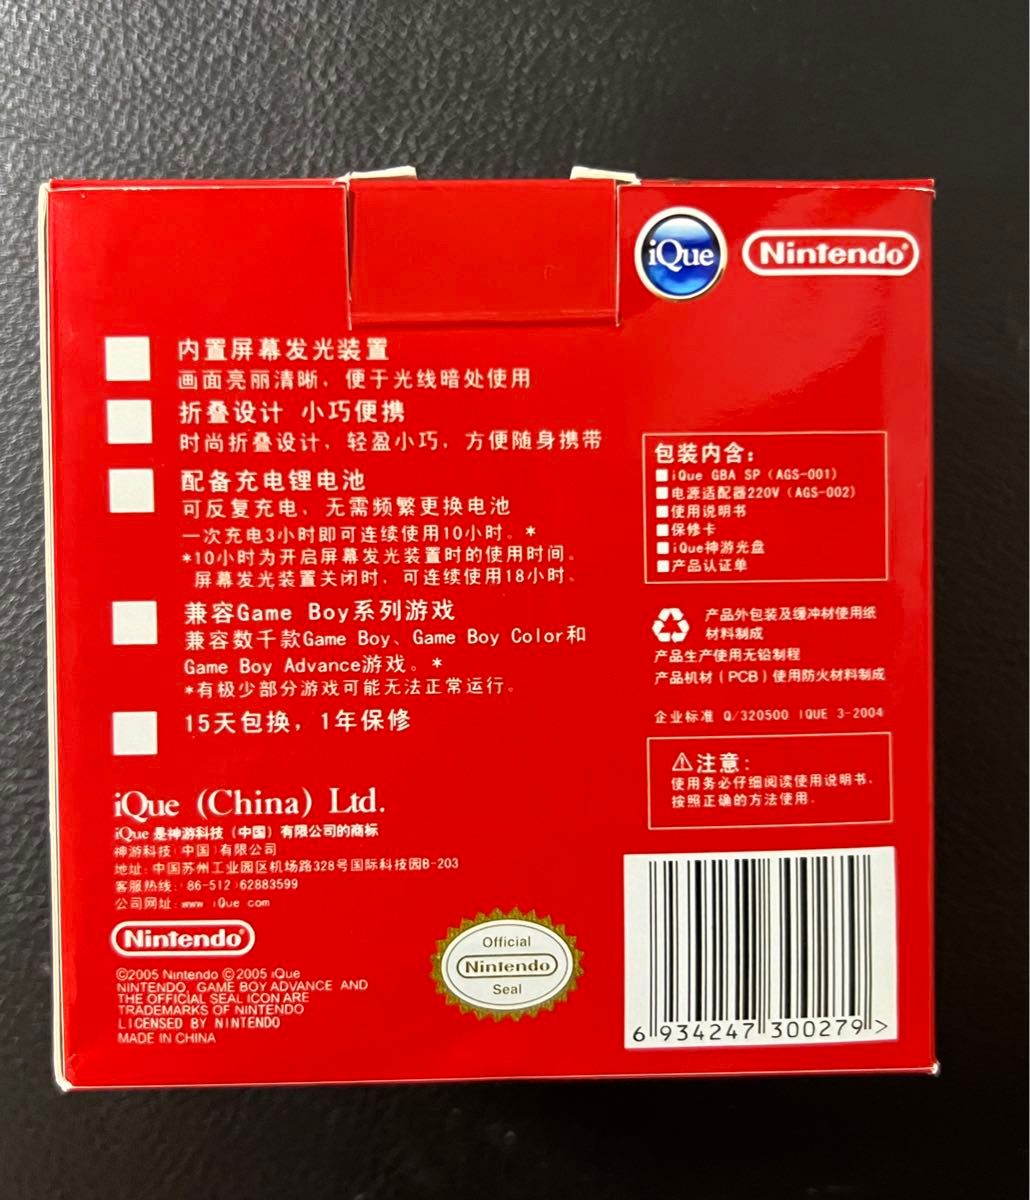 iQue
Nintendo®
内置屏幕发光装置
画面亮丽清晰，便于光线暗处使用
折叠设计 小巧便携
时尚折叠设计，轻盈小巧，方便随身携带
配备充电锂电池
可反复充电，无需频繁更换电池
一次充电3小时即可连续使用10小时。*
*10小时为开启屏幕发光装置时的使用时间。
屏幕发光装置关闭时，可连续使用18小时。
兼容Game Boy系列游戏
兼容数千款Game Boy、Game Boy Color和
Game Boy Advance游戏。*
*有极少部分游戏可能无法正常运行。
15天包换，1年保修
包装内含：
■iQue GBA SP（AGS-001）
■电源适配器220V（AGS-002）
■使用说明书
■保修卡
■iQue神游光盘
■产品认证单
产品外包装及缓冲材使用纸
材料制成
产品生产使用无铅制程
产品机材（PCB）使用防火材料制成
企业标准 Q/320500 IQUE 3-2004
⚠注意：
使用务必仔细阅读使用说明书，
按照正确的方法使用.
iQue (China) Ltd.
iQue 是神游科技（中国）有限公司的商标
神游科技（中国）有限公司
地址：中国苏州工业园区机场路328号国际科技园B-203
客服热线：（86-512）62883599
公司网址：www.iQue.com
Nintendo®
©2005 Nintendo ©2005 iQue
NINTENDO, GAME BOY ADVANCE AND
THE OFFICIAL SEAL ICON ARE
TRADEMARKS OF NINTENDO
LICENSED BY NINTENDO
MADE IN CHINA
Official
Nintendo
Seal
6 934247 300279 >